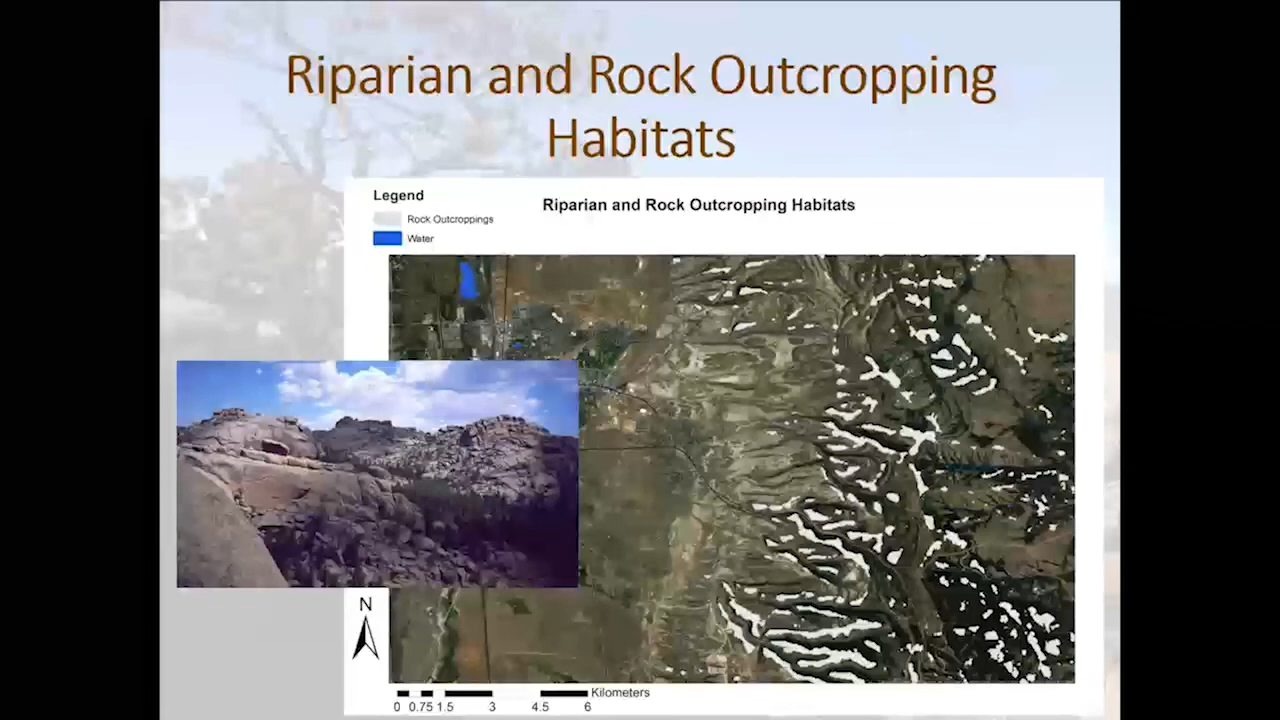 Riparian and Rock Outcropping
Habitats
Legend
Riparian and Rock Outcropping Habitats
Rock Outcroppings
Water
N
Kilometers
0 0.75 1.5 3 4.5 6